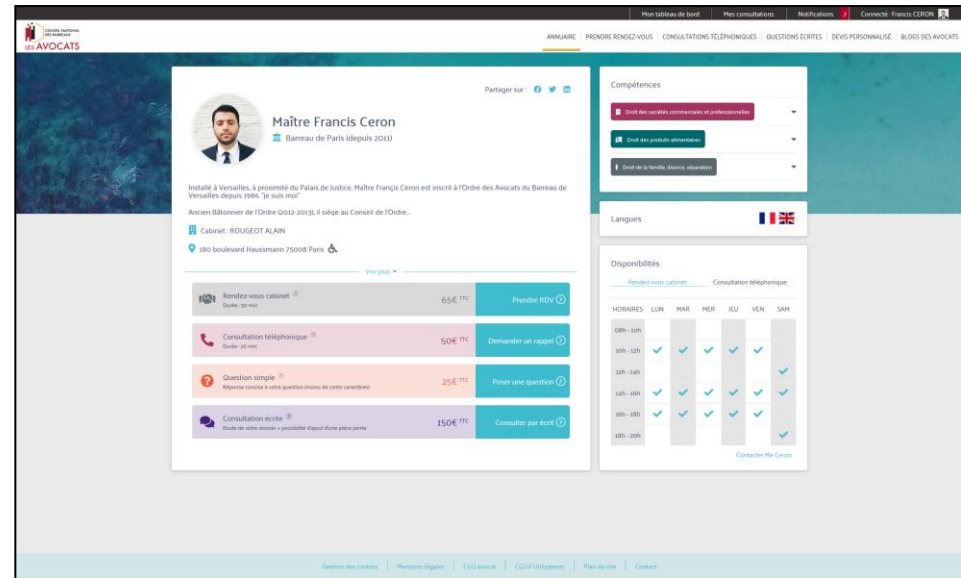 Mon tableau de bord Mes consultations Notifications 7 Connecté : Francis CERON
CONSEIL NATIONAL
DES BARREAUX
LES AVOCATS
ANNUAIRE PRENDRE RENDEZ-VOUS CONSULTATIONS TÉLÉPHONIQUES QUESTIONS ÉCRITES DEVIS PERSONNALISÉ BLOGS DES AVOCATS
Partager sur :
Maître Francis Ceron
Barreau de Paris (depuis 2011)
Installé à Versailles, à proximité du Palais de Justice, Maître Françis Ceron est inscrit à l'Ordre des Avocats du Barreau de
Versailles depuis 1986, "je suis moi"
Ancien Bâtonnier de l'Ordre (2012-2013), il siège au Conseil de l'Ordre...
Cabinet : ROUGEOT ALAIN
180 boulevard Haussmann 75008 Paris
Voir plus
Rendez-vous cabinet
Durée : 30 min
65€ TTC
Prendre RDV
Consultation téléphonique
Durée : 20 min
50€ TTC
Demander un rappel
Question simple
Réponse concise à votre question (moins de 1200 caractères)
25€ TTC
Poser une question
Consultation écrite
Etude de votre dossier + possibilité d'ajout d'une pièce jointe
150€ TTC
Consulter par écrit
Compétences
Droit des sociétés commerciales et professionnelles
Droit des produits alimentaires
Droit de la famille, divorce, séparation
Langues
Disponibilités
Rendez-vous cabinet Consultation téléphonique
HORAIRES LUN MAR MER JEU VEN SAM
08h - 10h
10h - 12h
12h - 14h
14h - 16h
16h - 18h
18h - 20h
Contacter Me Ceron
Gestion des cookies Mentions légales CGU avocat CGUV Utilisateurs Plan du site Contact